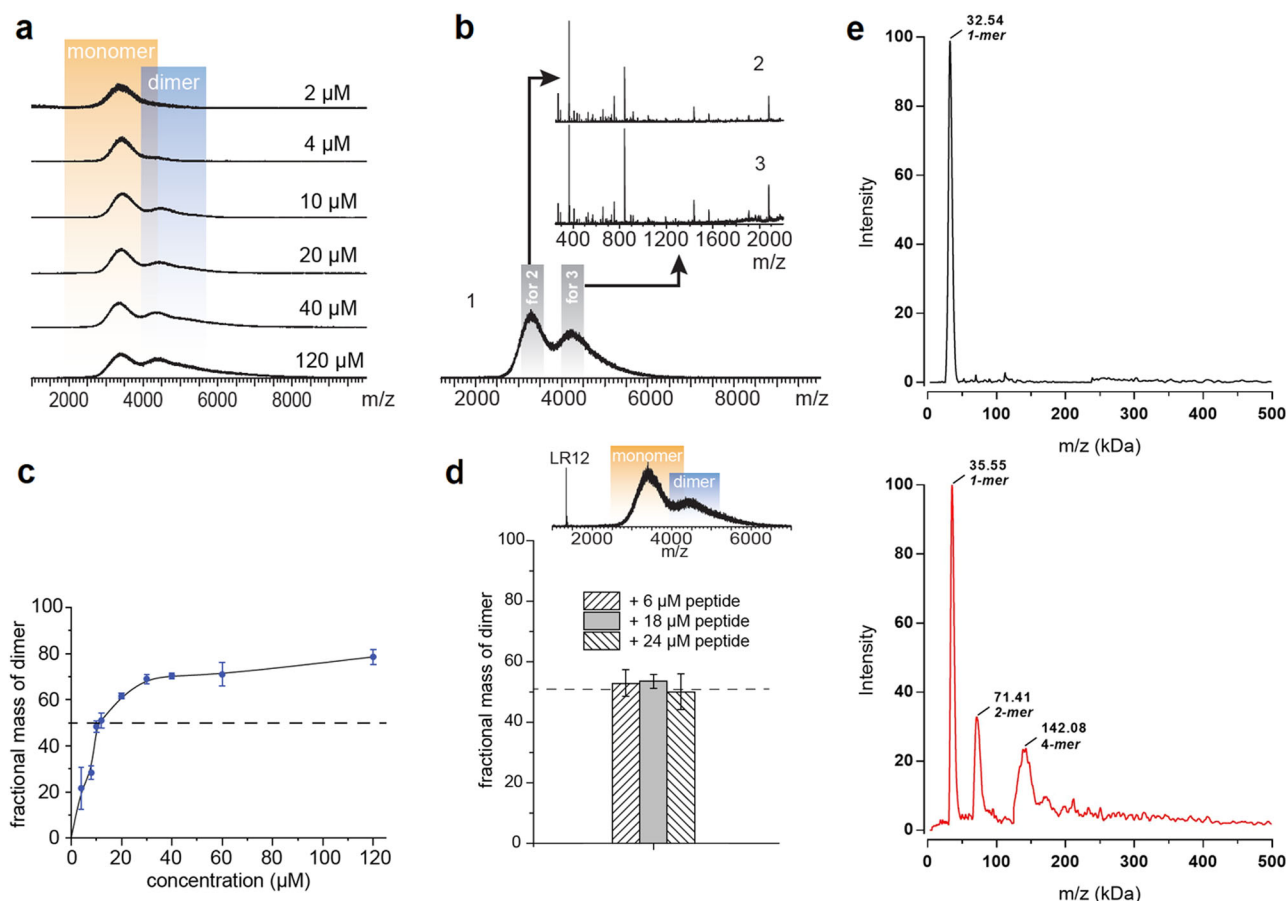 a
monomer
dimer
2 µM
4 µM
10 µM
20 µM
40 µM
120 µM
2000 4000 6000 8000 m/z
b
2
3
400 800 1200 1600 2000
m/z
for 2
for 3
1
2000 4000 6000 8000 m/z
c
fractional mass of dimer
100
80
60
40
20
0
0 20 40 60 80 100 120
concentration (µM)
d
LR12
monomer
dimer
2000 4000 6000
m/z
fractional mass of dimer
100
80
60
40
20
0
+ 6 µM peptide
+ 18 µM peptide
+ 24 µM peptide
e
32.54
1-mer
Intensity
100
80
60
40
20
0
0 100 200 300 400 500
m/z (kDa)
35.55
1-mer
71.41
2-mer
142.08
4-mer
Intensity
100
80
60
40
20
0
0 100 200 300 400 500
m/z (kDa)